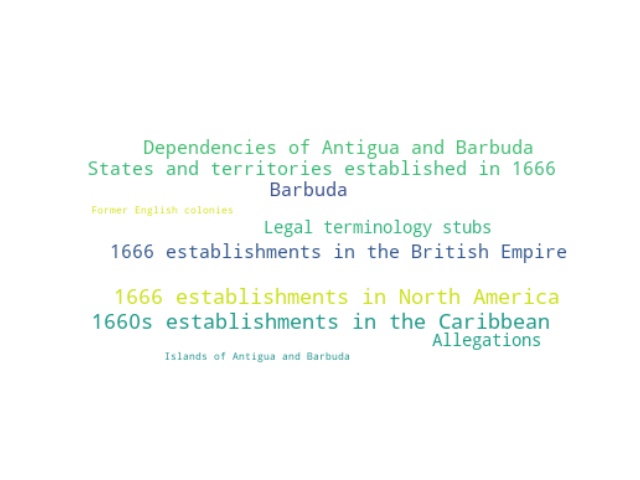 Dependencies of Antigua and Barbuda
States and territories established in 1666
Barbuda
Former English colonies
Legal terminology stubs
1666 establishments in the British Empire
1666 establishments in North America
1660s establishments in the Caribbean
Allegations
Islands of Antigua and Barbuda